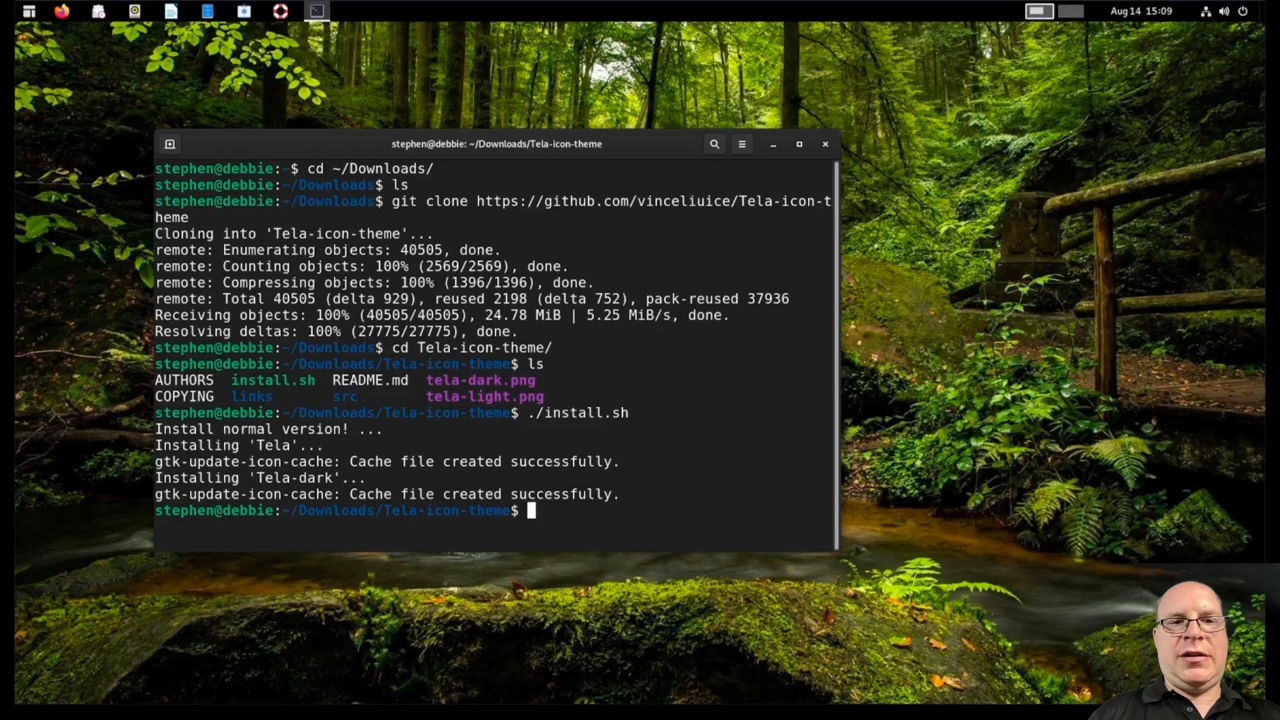 Aug 14 15:09
stephen@debbie: ~/Downloads/Tela-icon-theme
stephen@debbie:~$ cd ~/Downloads/
stephen@debbie:~/Downloads$ ls
stephen@debbie:~/Downloads$ git clone https://github.com/vinceliuice/Tela-icon-t
heme
Cloning into 'Tela-icon-theme'...
remote: Enumerating objects: 40505, done.
remote: Counting objects: 100% (2569/2569), done.
remote: Compressing objects: 100% (1396/1396), done.
remote: Total 40505 (delta 929), reused 2198 (delta 752), pack-reused 37936
Receiving objects: 100% (40505/40505), 24.78 MiB | 5.25 MiB/s, done.
Resolving deltas: 100% (27775/27775), done.
stephen@debbie:~/Downloads$ cd Tela-icon-theme/
stephen@debbie:~/Downloads/Tela-icon-theme$ ls
AUTHORS install.sh README.md tela-dark.png
COPYING links src tela-light.png
stephen@debbie:~/Downloads/Tela-icon-theme$ ./install.sh
Install normal version! ...
Installing 'Tela'...
gtk-update-icon-cache: Cache file created successfully.
Installing 'Tela-dark'...
gtk-update-icon-cache: Cache file created successfully.
stephen@debbie:~/Downloads/Tela-icon-theme$